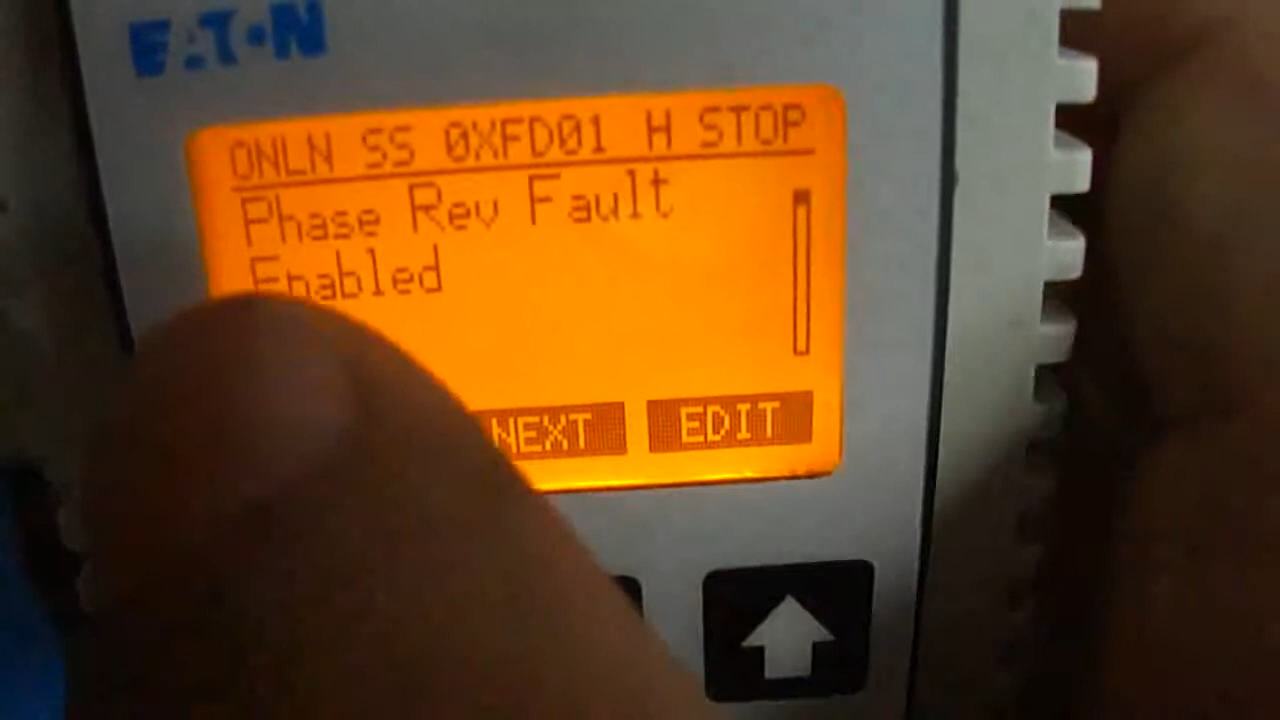 EATON
ONLN SS 0XFD01 H STOP
Phase Rev Fault
Enabled
NEXT EDIT